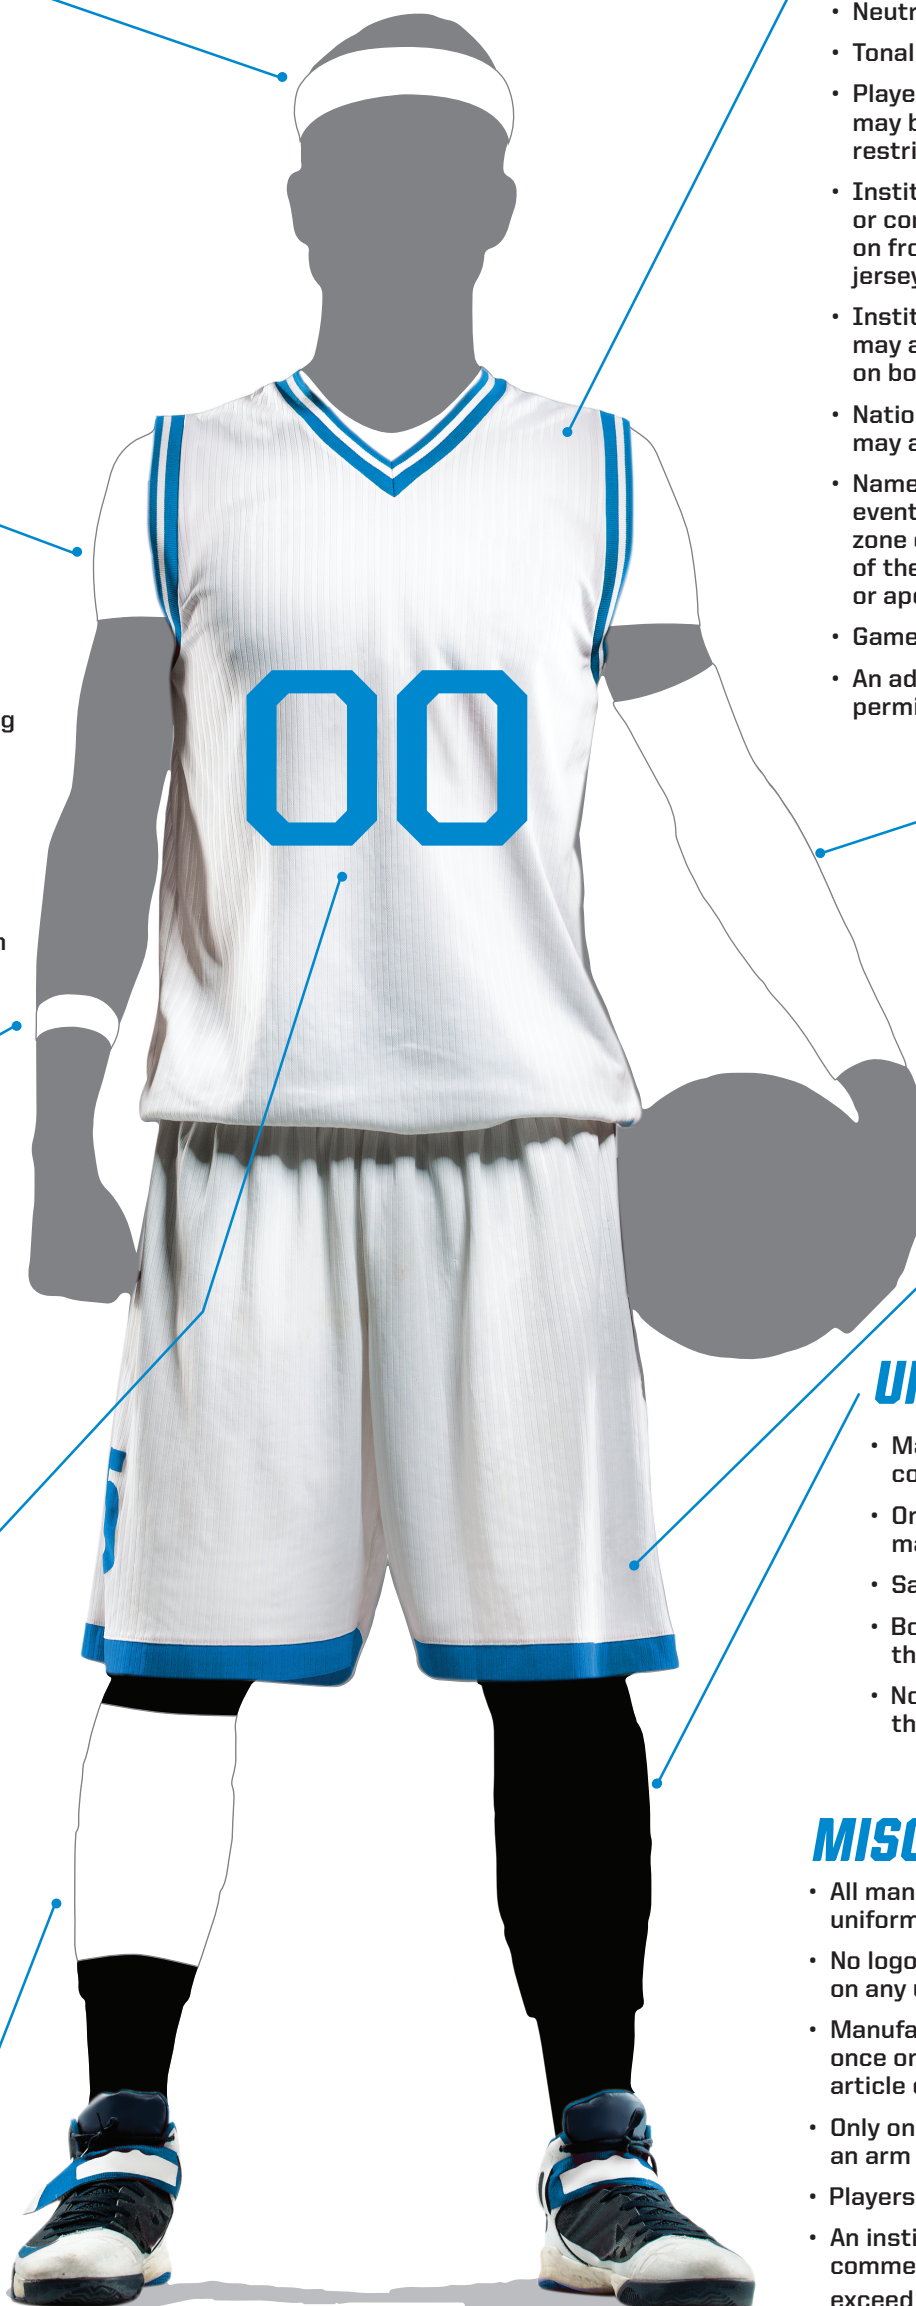 • Neutr
• Tonal
• Playe
may b
restri
• Instit
or cor
on fro
jersey
• Instit
may a
on bo
• Natio
may a
• Name
event
zone
of the
or apo
• Game
• An ad
permi
g
00
5
• Ma
co
• Or
ma
• Sa
• Bo
th
• No
th
MISC
• All man
uniform
• No logo
on any
• Manufa
once or
article
• Only on
an arm
• Players
• An insti
comme
exceed